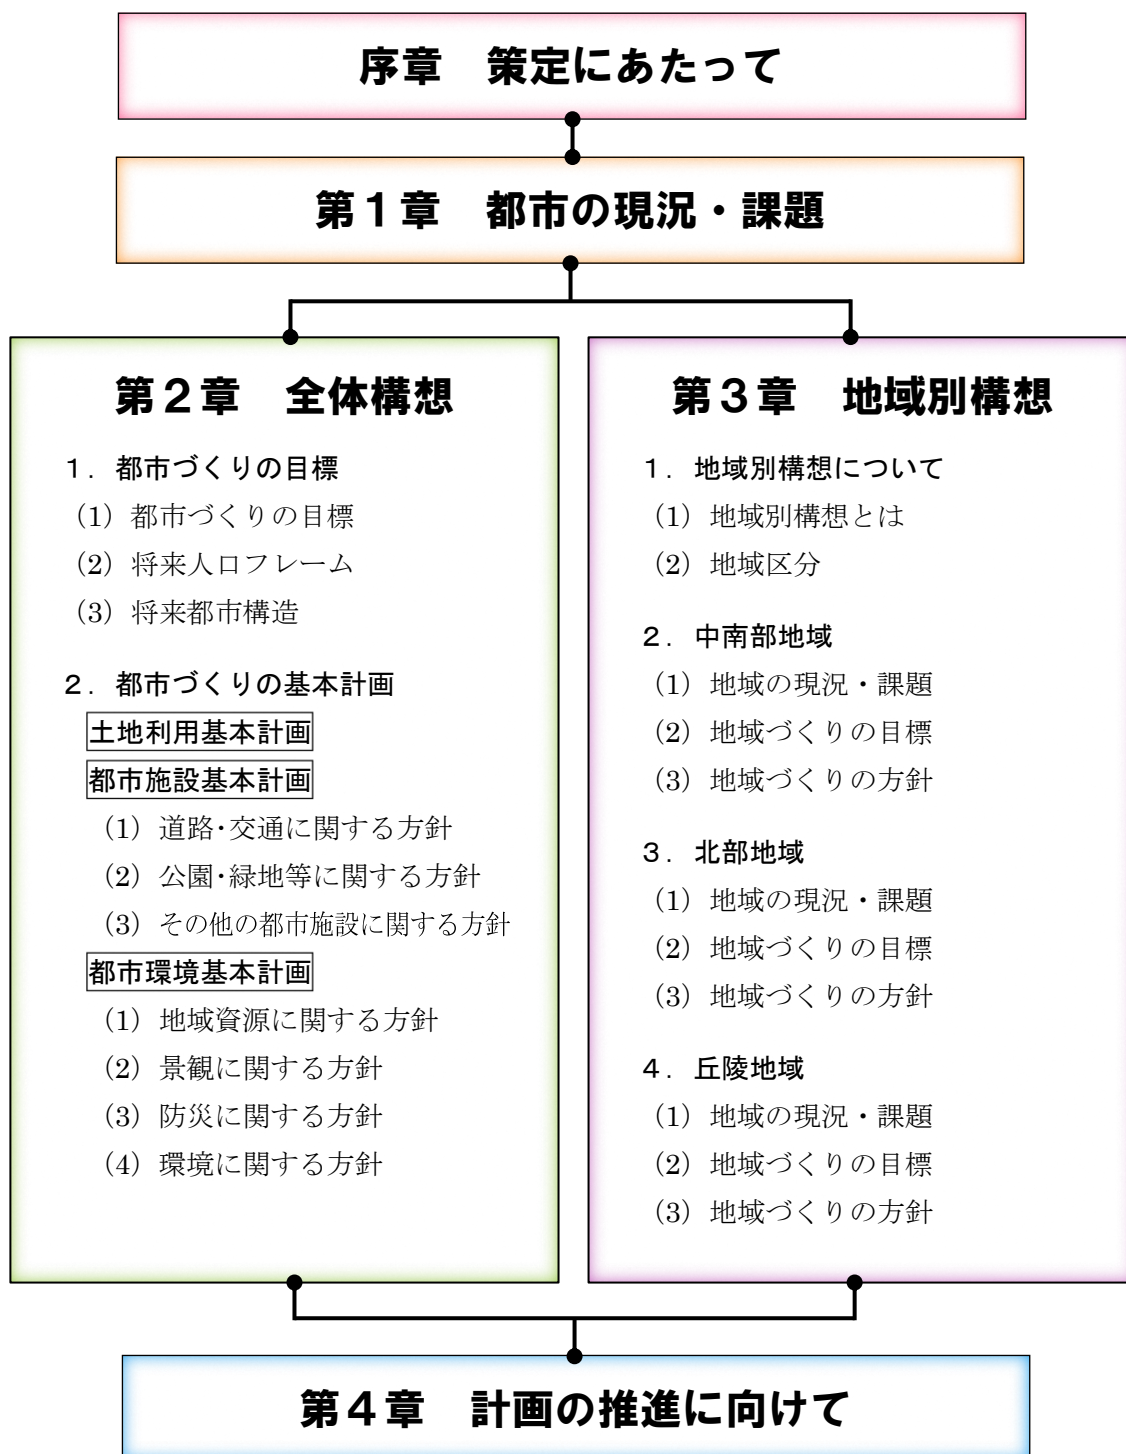 序章　策定にあたって
第１章　都市の現況・課題
第２章　全体構想
１．都市づくりの目標
（1）都市づくりの目標
（2）将来人口フレーム
（3）将来都市構造
２．都市づくりの基本計画
土地利用基本計画
都市施設基本計画
（1）道路･交通に関する方針
（2）公園･緑地等に関する方針
（3）その他の都市施設に関する方針
都市環境基本計画
（1）地域資源に関する方針
（2）景観に関する方針
（3）防災に関する方針
（4）環境に関する方針
第３章　地域別構想
１．地域別構想について
（1）地域別構想とは
（2）地域区分
２．中南部地域
（1）地域の現況・課題
（2）地域づくりの目標
（3）地域づくりの方針
３．北部地域
（1）地域の現況・課題
（2）地域づくりの目標
（3）地域づくりの方針
４．丘陵地域
（1）地域の現況・課題
（2）地域づくりの目標
（3）地域づくりの方針
第４章　計画の推進に向けて